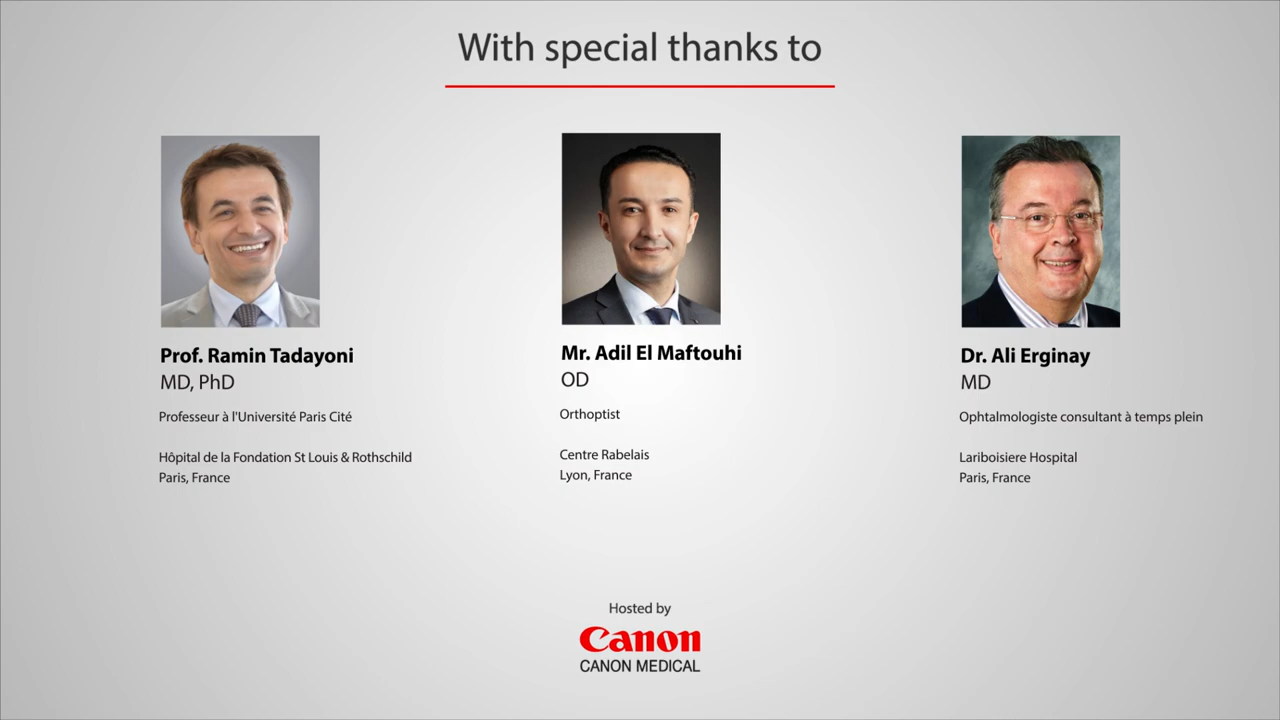 With special thanks to
Prof. Ramin Tadayoni
MD, PhD
Professeur à l'Université Paris Cité
Hôpital de la Fondation St Louis & Rothschild
Paris, France
Mr. Adil El Maftouhi
OD
Orthoptist
Centre Rabelais
Lyon, France
Dr. Ali Erginay
MD
Ophtalmologiste consultant à temps plein
Lariboisiere Hospital
Paris, France
Hosted by
Canon
CANON MEDICAL